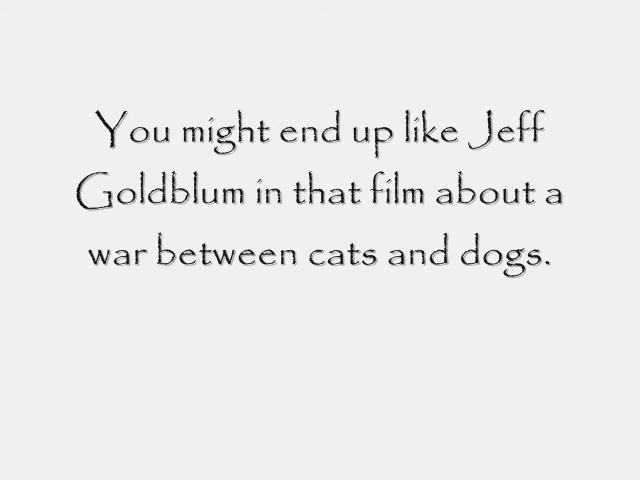 You might end up like Jeff
Goldblum in that film about a
war between cats and dogs.